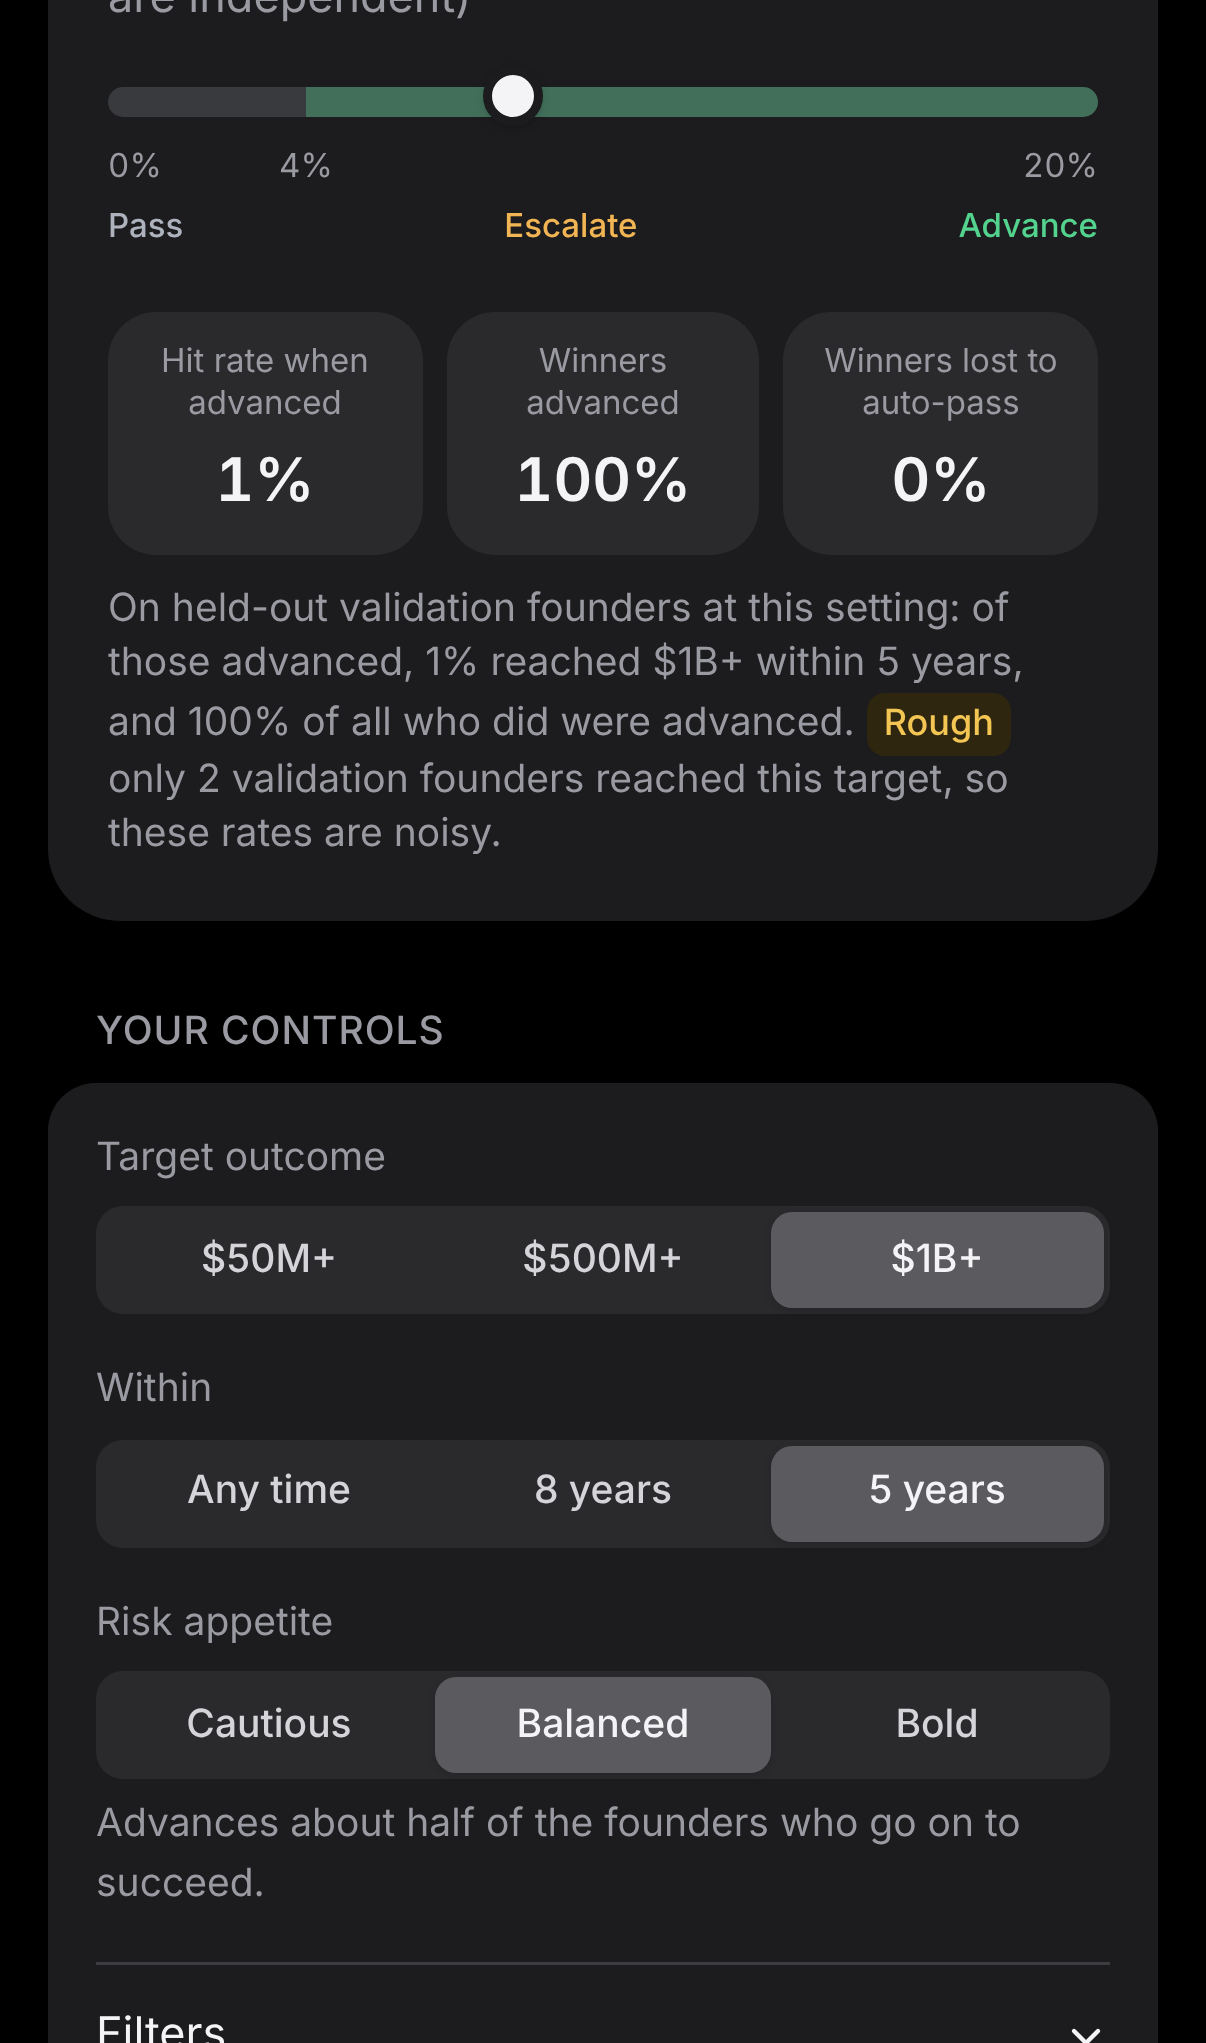 are independent)
0% 4% 20%
Pass Escalate Advance
Hit rate when
advanced
1%
Winners
advanced
100%
Winners lost to
auto-pass
0%
On held-out validation founders at this setting: of
those advanced, 1% reached $1B+ within 5 years,
and 100% of all who did were advanced. Rough
only 2 validation founders reached this target, so
these rates are noisy.
YOUR CONTROLS
Target outcome
$50M+ $500M+ $1B+
Within
Any time 8 years 5 years
Risk appetite
Cautious Balanced Bold
Advances about half of the founders who go on to
succeed.
Filters